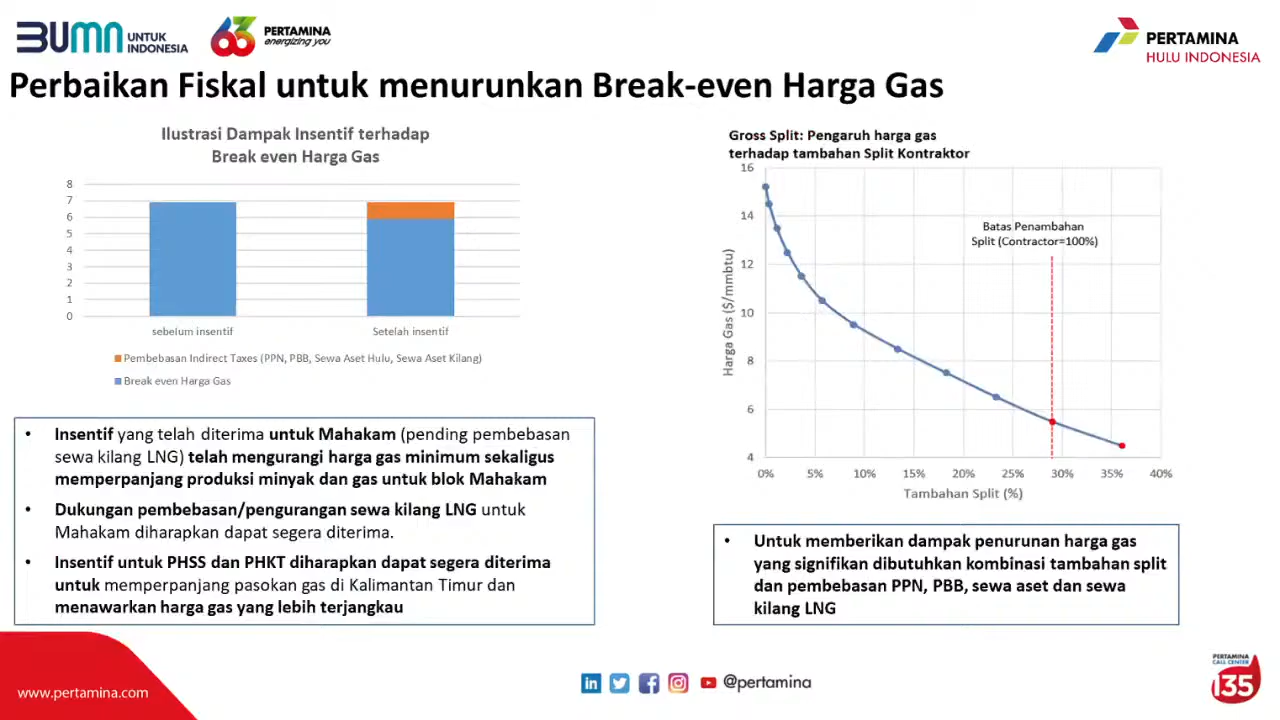 BUMN UNTUK
INDONESIA
63
PERTAMINA
energizing you
PERTAMINA
HULU INDONESIA
Perbaikan Fiskal untuk menurunkan Break-even Harga Gas
Ilustrasi Dampak Insentif terhadap
Break even Harga Gas
8
7
6
5
4
3
2
1
0
sebelum insentif
Setelah insentif
Pembebasan Indirect Taxes (PPN, PBB, Sewa Aset Hulu, Sewa Aset Kilang)
Break even Harga Gas
• Insentif yang telah diterima untuk Mahakam (pending pembebasan
sewa kilang LNG) telah mengurangi harga gas minimum sekaligus
memperpanjang produksi minyak dan gas untuk blok Mahakam
• Dukungan pembebasan/pengurangan sewa kilang LNG untuk
Mahakam diharapkan dapat segera diterima.
• Insentif untuk PHSS dan PHKT diharapkan dapat segera diterima
untuk memperpanjang pasokan gas di Kalimantan Timur dan
menawarkan harga gas yang lebih terjangkau
Gross Split: Pengaruh harga gas
terhadap tambahan Split Kontraktor
16
14
12
10
8
6
4
Harga Gas ($/mmbtu)
Batas Penambahan
Split (Contractor=100%)
0% 5% 10% 15% 20% 25% 30% 35% 40%
Tambahan Split (%)
• Untuk memberikan dampak penurunan harga gas
yang signifikan dibutuhkan kombinasi tambahan split
dan pembebasan PPN, PBB, sewa aset dan sewa
kilang LNG
www.pertamina.com
@pertamina
PERTAMINA
CALL CENTER
135